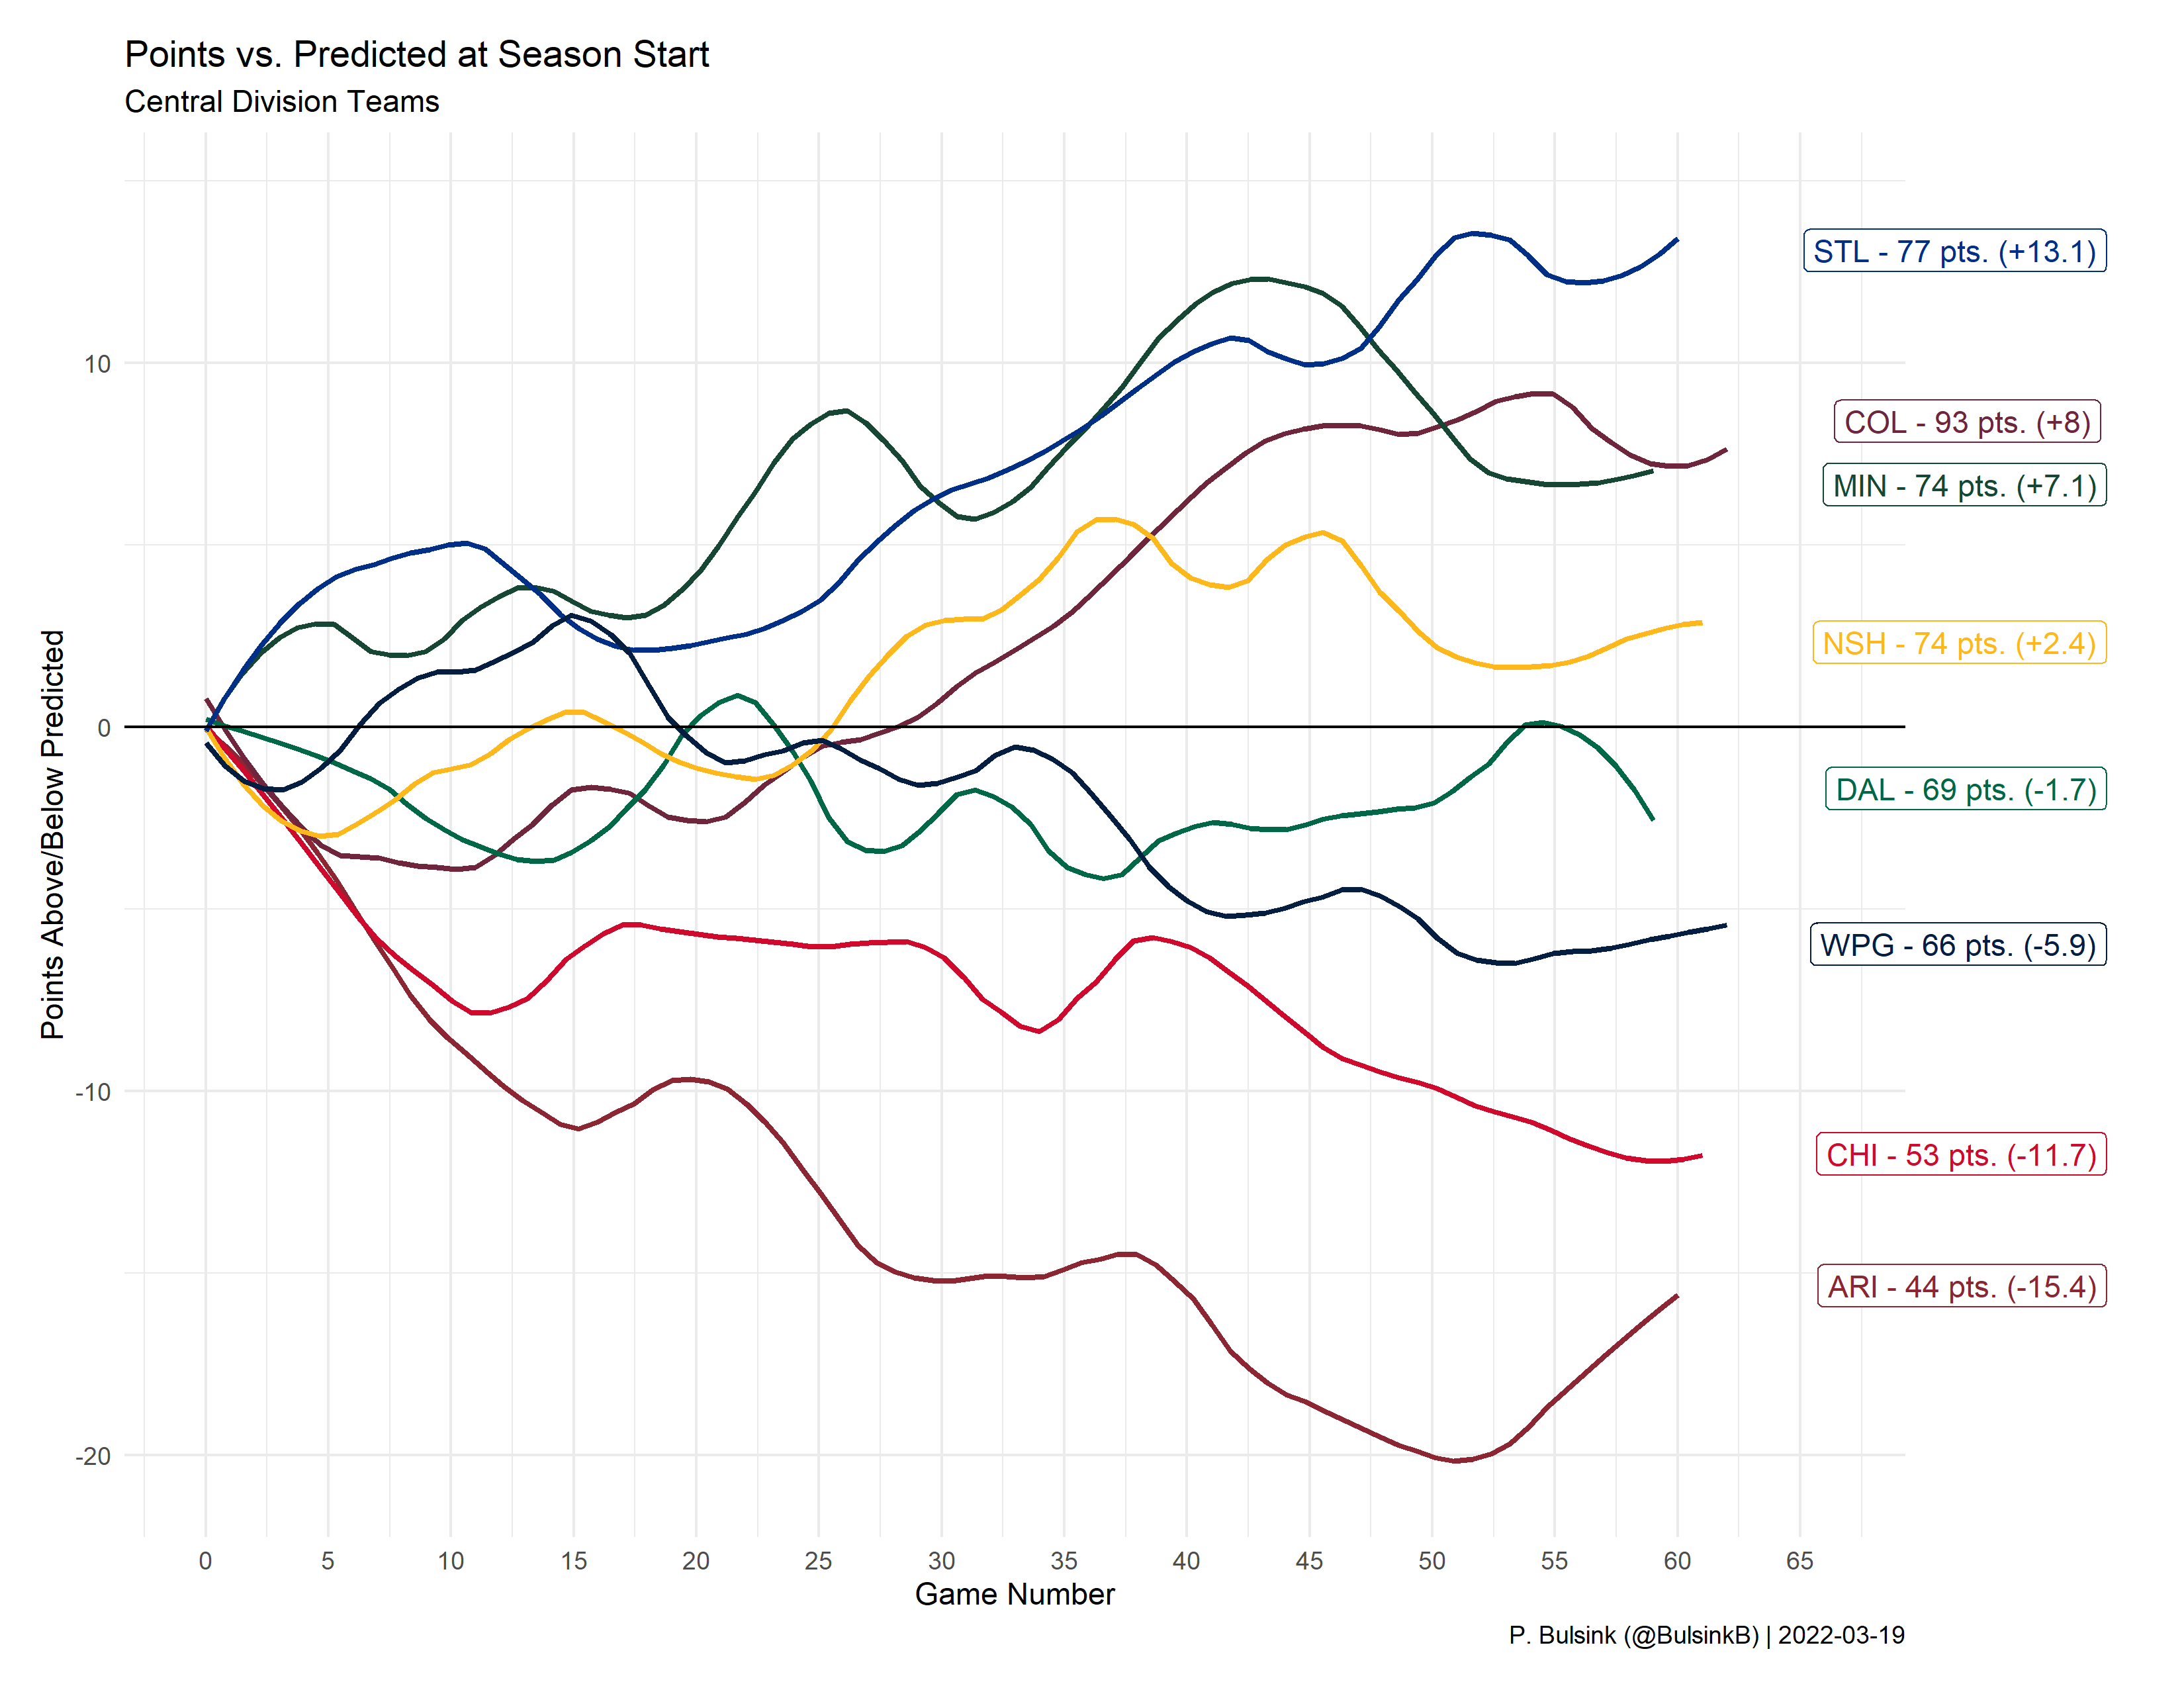 Points vs. Predicted at Season Start
Central Division Teams
Points Above/Below Predicted
10
0
-10
-20
STL - 77 pts. (+13.1)
COL - 93 pts. (+8)
MIN - 74 pts. (+7.1)
NSH - 74 pts. (+2.4)
DAL - 69 pts. (-1.7)
WPG - 66 pts. (-5.9)
CHI - 53 pts. (-11.7)
ARI - 44 pts. (-15.4)
0 5 10 15 20 25 30 35 40 45 50 55 60 65
Game Number
P. Bulsink (@BulsinkB) | 2022-03-19